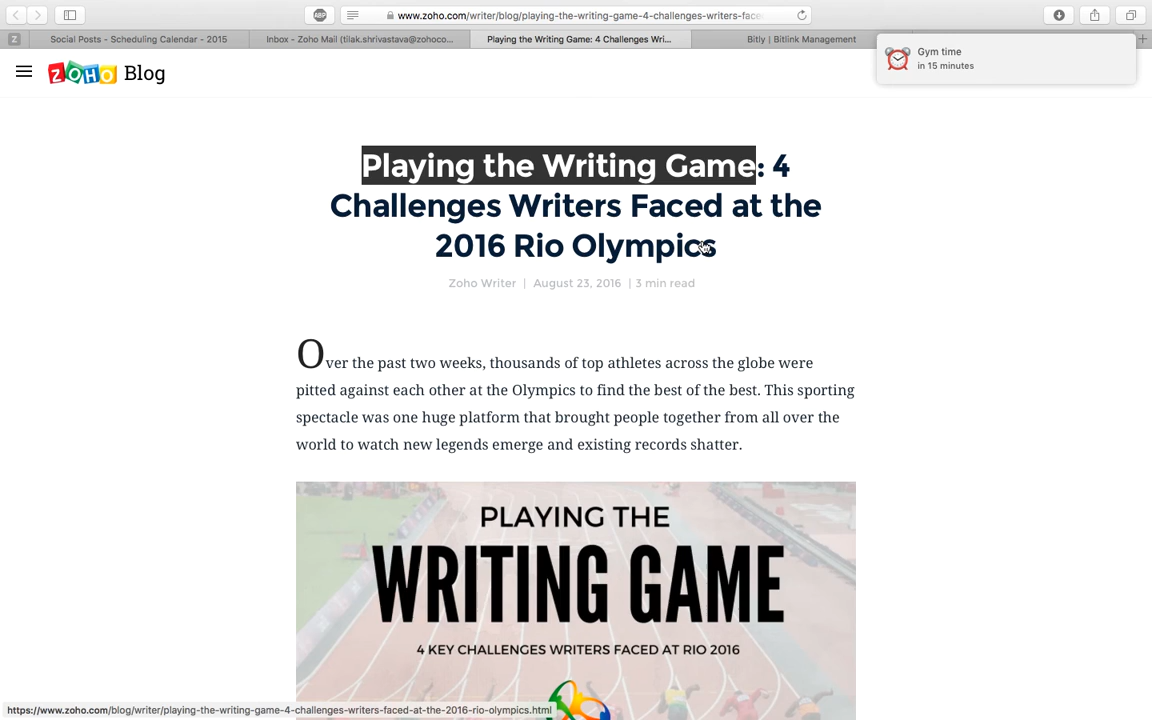 www.zoho.com/writer/blog/playing-the-writing-game-4-challenges-writers-face
ABP
Z
Social Posts - Scheduling Calendar - 2015
Inbox - Zoho Mail (tilak.shrivastava@zohoco...
Playing the Writing Game: 4 Challenges Wri...
Bitly | Bitlink Management
Gym time
in 15 minutes
ZOHO Blog
Playing the Writing Game: 4
Challenges Writers Faced at the
2016 Rio Olympics
Zoho Writer | August 23, 2016 | 3 min read
Over the past two weeks, thousands of top athletes across the globe were
pitted against each other at the Olympics to find the best of the best. This sporting
spectacle was one huge platform that brought people together from all over the
world to watch new legends emerge and existing records shatter.
PLAYING THE
WRITING GAME
4 KEY CHALLENGES WRITERS FACED AT RIO 2016
https://www.zoho.com/blog/writer/playing-the-writing-game-4-challenges-writers-faced-at-the-2016-rio-olympics.html